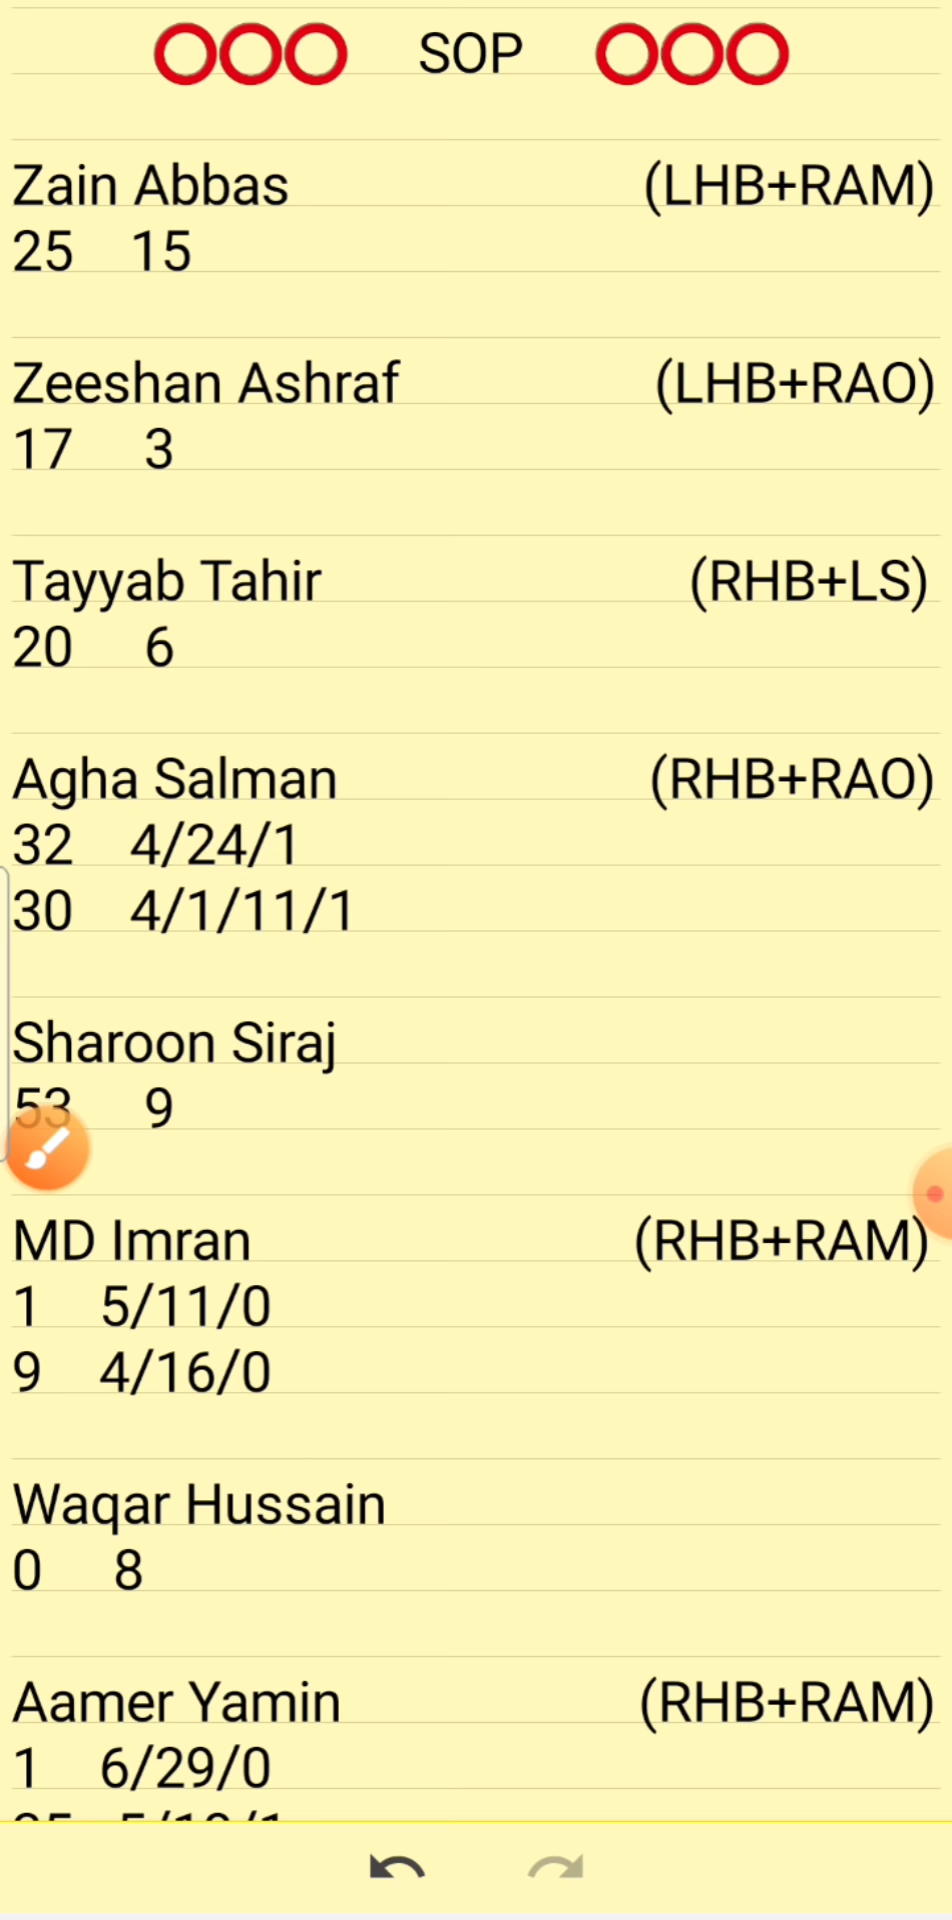 ⭕⭕⭕ SOP ⭕⭕⭕
Zain Abbas (LHB+RAM)
25 15
Zeeshan Ashraf (LHB+RAO)
17 3
Tayyab Tahir (RHB+LS)
20 6
Agha Salman (RHB+RAO)
32 4/24/1
30 4/1/11/1
Sharoon Siraj
53 9
MD Imran (RHB+RAM)
1 5/11/0
9 4/16/0
Waqar Hussain
0 8
Aamer Yamin (RHB+RAM)
1 6/29/0